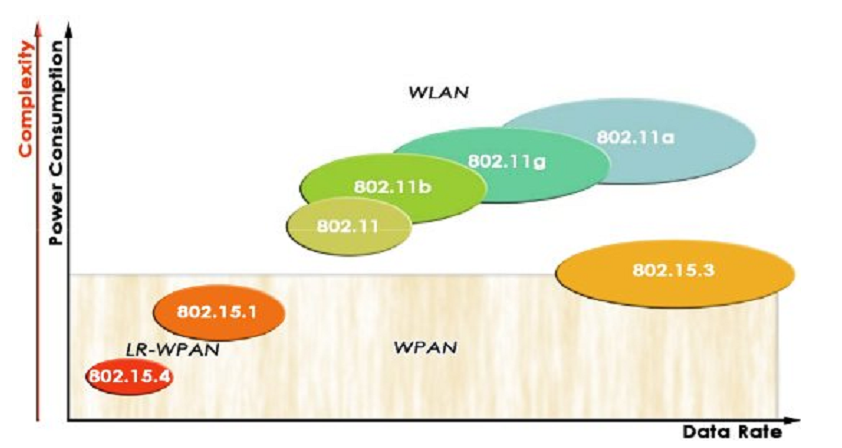 Complexity
Power Consumption
WLAN
802.11a
802.11g
802.11b
802.11
802.15.3
802.15.1
LR-WPAN
WPAN
802.15.4
Data Rate